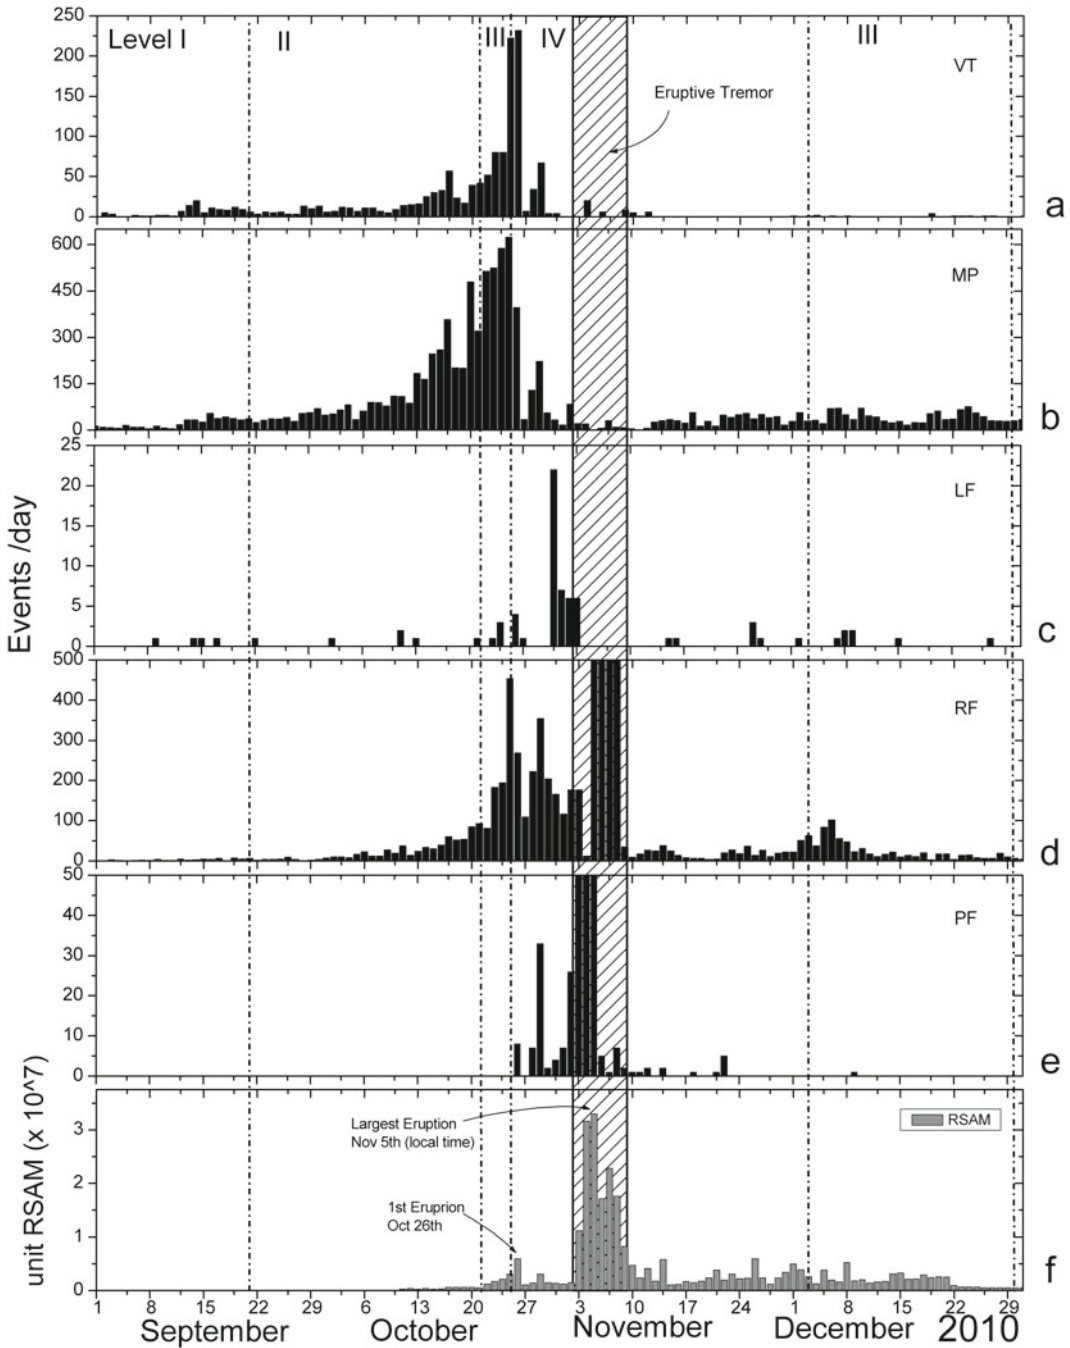 Level I
II
III
IV
III
VT
Eruptive Tremor
250
200
150
100
50
0
a
MP
600
450
300
150
0
b
25
20
15
10
5
0
LF
c
Events /day
500
400
300
200
100
0
RF
d
50
40
30
20
10
0
PF
e
unit RSAM (x 10^7)
3
2
1
0
Largest Eruption
Nov 5th (local time)
1st Eruprion
Oct 26th
RSAM
f
1 8 15 22 29 6 13 20 27 3 10 17 24 1 8 15 22 29
September October November December 2010